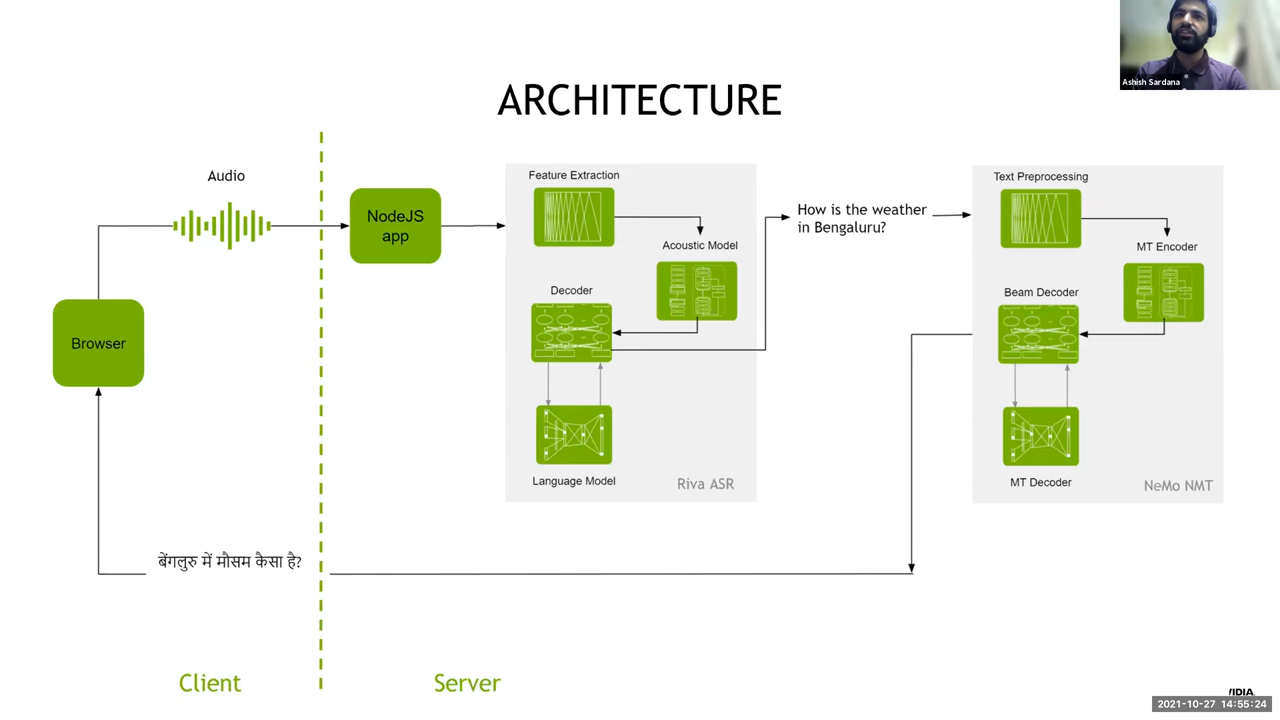 Ashish Sardana
ARCHITECTURE
Audio
NodeJS
app
Browser
Feature Extraction
Acoustic Model
Decoder
Language Model
Riva ASR
How is the weather
in Bengaluru?
Text Preprocessing
MT Encoder
Beam Decoder
MT Decoder
NeMo NMT
बेंगलुरु में मौसम कैसा है?
Client
Server
VIDIA.
2021-10-27 14:55:24